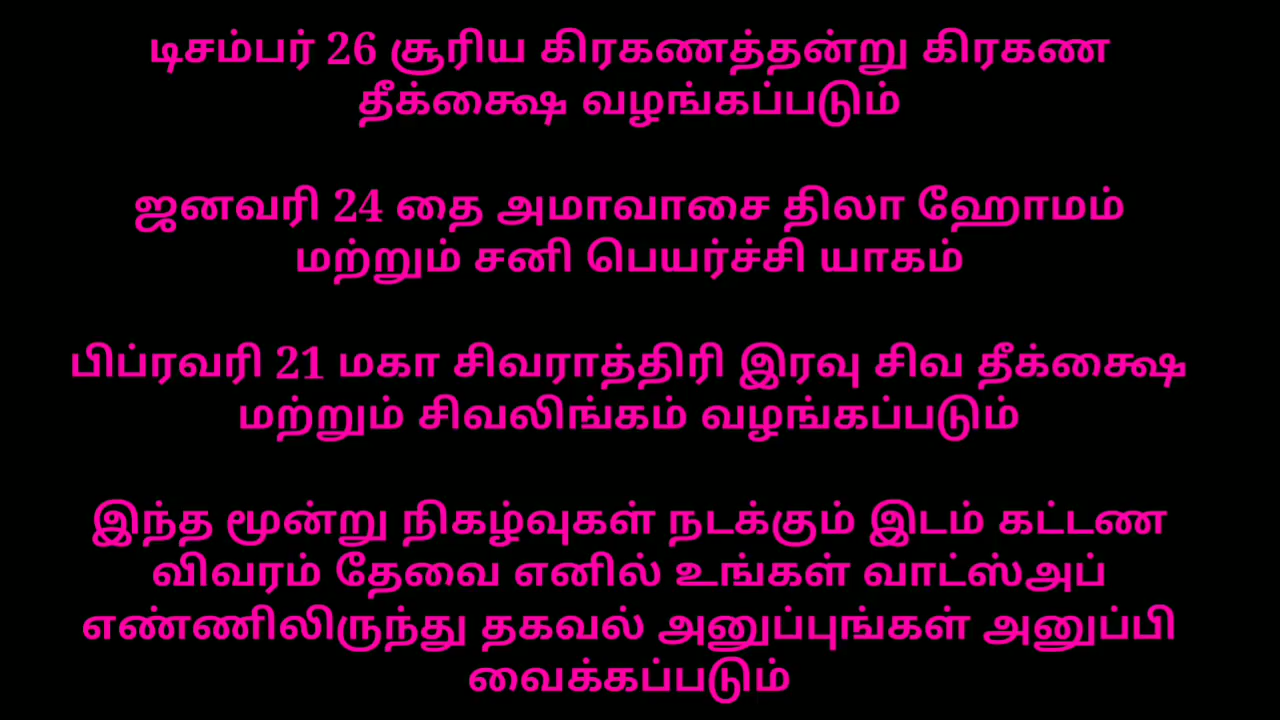 டிசம்பர் 26 சூரிய கிரகணத்தன்று கிரகண
தீக்க்ஷை வழங்கப்படும்
ஜனவரி 24 தை அமாவாசை திலா ஹோமம்
மற்றும் சனி பெயர்ச்சி யாகம்
பிப்ரவரி 21 மகா சிவராத்திரி இரவு சிவ தீக்க்ஷை
மற்றும் சிவலிங்கம் வழங்கப்படும்
இந்த மூன்று நிகழ்வுகள் நடக்கும் இடம் கட்டண
விவரம் தேவை எனில் உங்கள் வாட்ஸ்அப்
எண்ணிலிருந்து தகவல் அனுப்புங்கள் அனுப்பி
வைக்கப்படும்